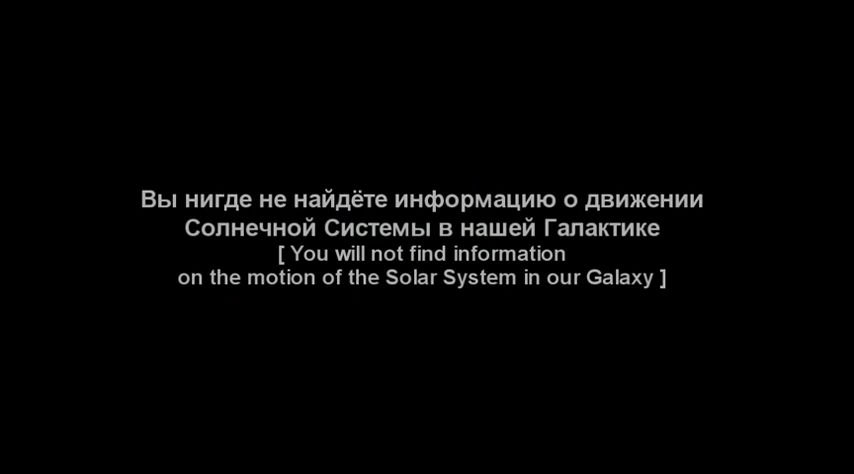 Вы нигде не найдёте информацию о движении
Солнечной Системы в нашей Галактике
[ You will not find information
on the motion of the Solar System in our Galaxy ]